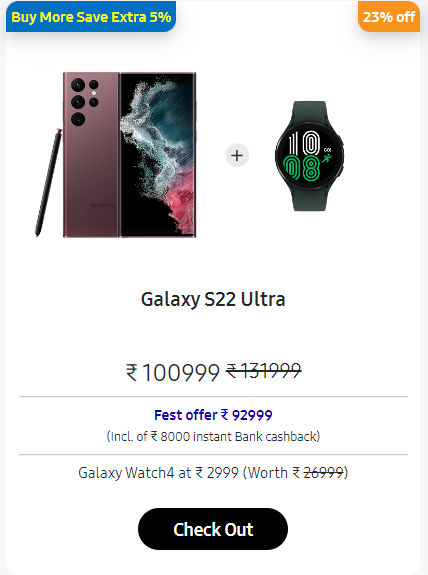 Buy More Save Extra 5%
23% off
SAMSUNG
10
08
+
Galaxy S22 Ultra
₹ 100999 ₹ 131999
Fest offer ₹ 92999
(Incl. of ₹ 8000 instant Bank cashback)
Galaxy Watch4 at ₹ 2999 (Worth ₹ 26999)
Check Out